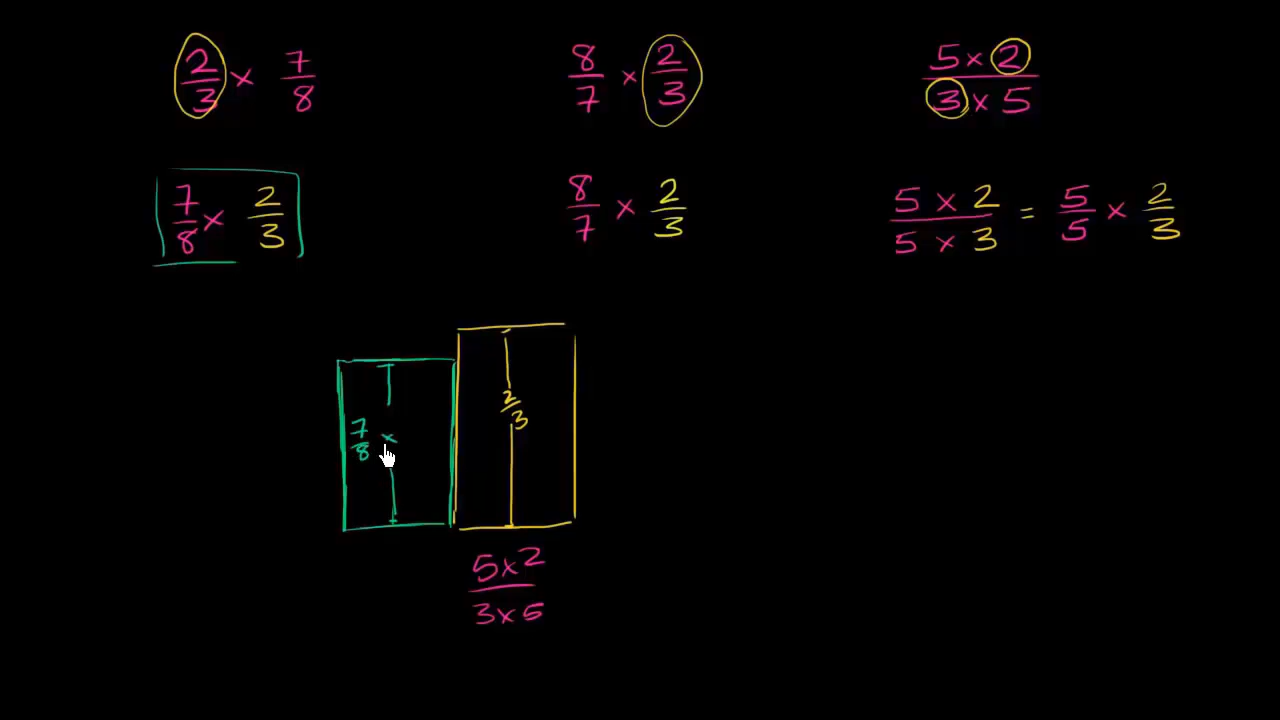 2/3 × 7/8
8/7 × 2/3
5 × 2 / 3 × 5
7/8 × 2/3
8/7 × 2/3
5 × 2 / 5 × 3 = 5/5 × 2/3
7/8 ×
2/3
5×2 / 3×5